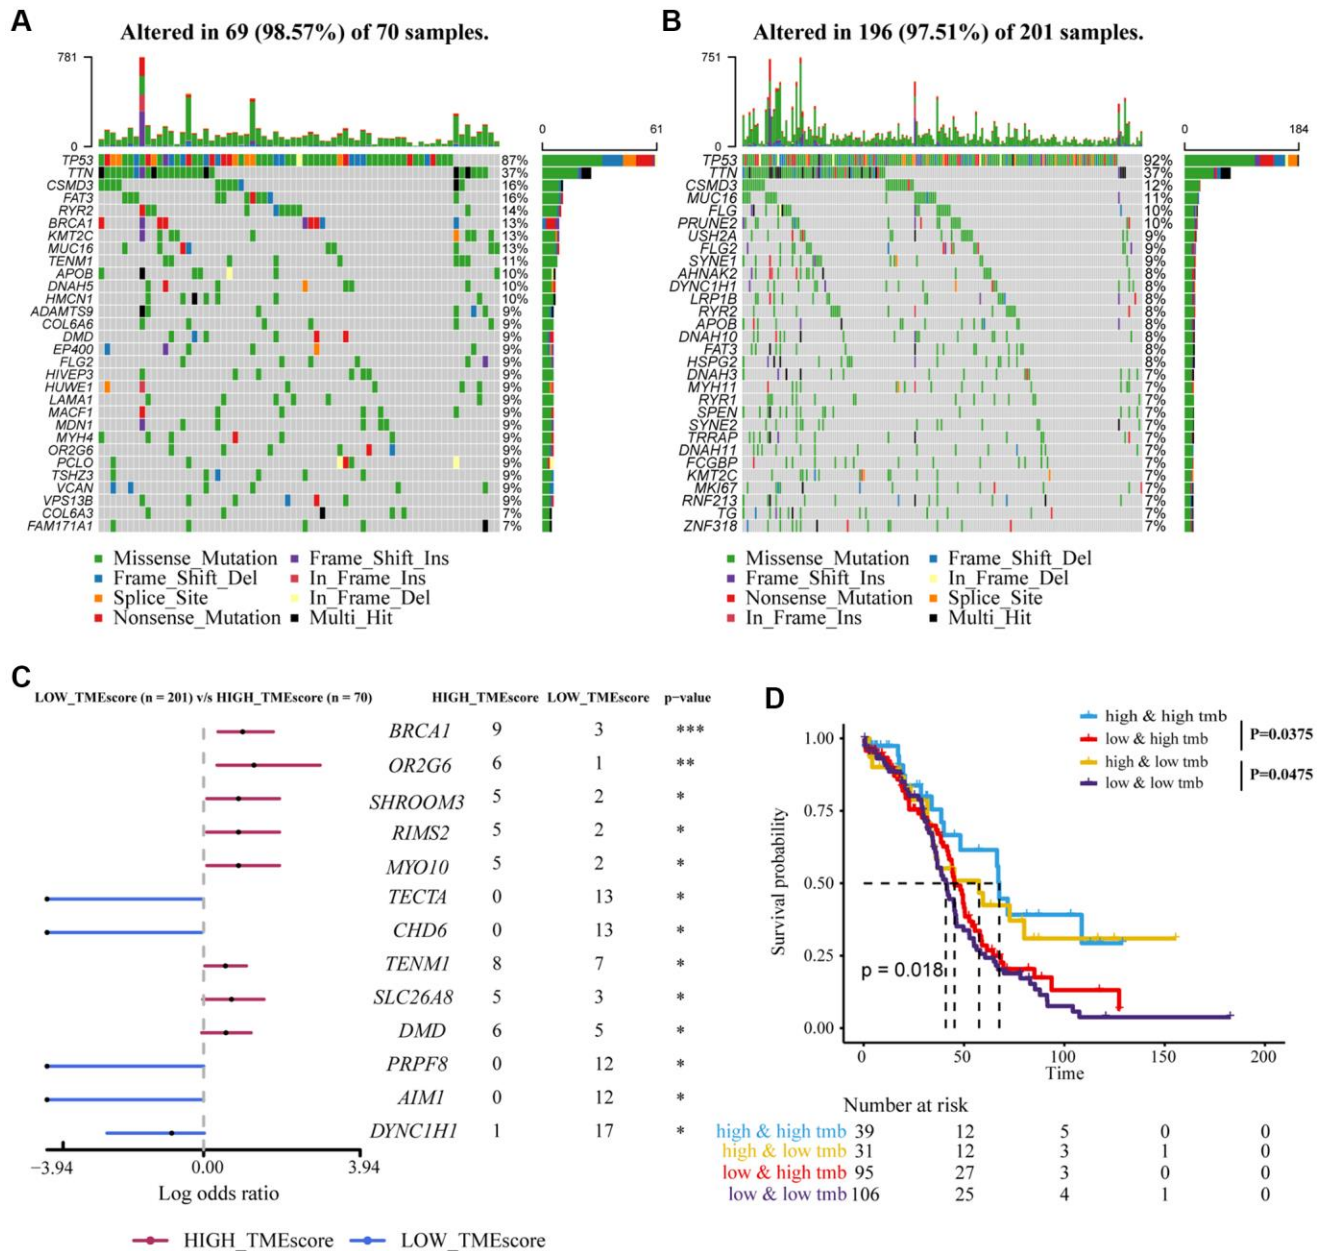 A
Altered in 69 (98.57%) of 70 samples.
781
0
0 61
TP53 87%
TTN 37%
CSMD3 16%
FAT3 16%
RYR2 14%
BRCA1 13%
KMT2C 13%
MUC16 13%
TENM1 11%
APOB 10%
DNAH5 10%
HMCN1 10%
ADAMTS9 9%
COL6A6 9%
DMD 9%
EP400 9%
FLG2 9%
HIVEP3 9%
HUWE1 9%
LAMA1 9%
MACF1 9%
MDN1 9%
MYH4 9%
OR2G6 9%
PCLO 9%
TSHZ3 9%
VCAN 9%
VPS13B 9%
COL6A3 7%
FAM171A1 7%
Missense_Mutation Frame_Shift_Ins
Frame_Shift_Del In_Frame_Ins
Splice_Site In_Frame_Del
Nonsense_Mutation Multi_Hit
B
Altered in 196 (97.51%) of 201 samples.
751
0
0 184
TP53 92%
TTN 37%
CSMD3 12%
MUC16 11%
FLG 10%
PRUNE2 10%
USH2A 9%
FLG2 9%
SYNE1 9%
AHNAK2 8%
DYNC1H1 8%
LRP1B 8%
RYR2 8%
APOB 8%
DNAH10 8%
FAT3 8%
HSPG2 8%
DNAH3 7%
MYH11 7%
RYR1 7%
SPEN 7%
SYNE2 7%
TRRAP 7%
DNAH11 7%
FCGBP 7%
KMT2C 7%
MKI67 7%
RNF213 7%
TG 7%
ZNF318 7%
Missense_Mutation Frame_Shift_Del
Frame_Shift_Ins In_Frame_Del
Nonsense_Mutation Splice_Site
In_Frame_Ins Multi_Hit
C
LOW_TMEscore (n = 201) v/s HIGH_TMEscore (n = 70) HIGH_TMEscore LOW_TMEscore p−value
BRCA1 9 3 ***
OR2G6 6 1 **
SHROOM3 5 2 *
RIMS2 5 2 *
MYO10 5 2 *
TECTA 0 13 *
CHD6 0 13 *
TENM1 8 7 *
SLC26A8 5 3 *
DMD 6 5 *
PRPF8 0 12 *
AIM1 0 12 *
DYNC1H1 1 17 *
−3.94 0.00 3.94
Log odds ratio
HIGH_TMEscore LOW_TMEscore
D
high & high tmb
low & high tmb
P=0.0375
high & low tmb
low & low tmb
P=0.0475
Survival probability
1.00
0.75
0.50
0.25
0.00
p = 0.018
0 50 100 150 200
Time
Number at risk
high & high tmb 39 12 5 0 0
high & low tmb 31 12 3 1 0
low & high tmb 95 27 3 0 0
low & low tmb 106 25 4 1 0